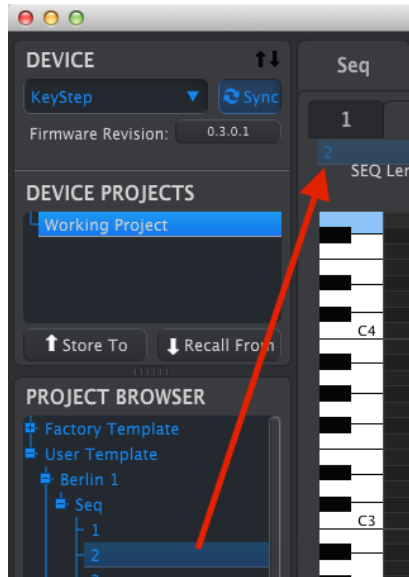 DEVICE
KeyStep
Sync
Firmware Revision:
0.3.0.1
DEVICE PROJECTS
Working Project
Store To
Recall From
PROJECT BROWSER
Factory Template
User Template
Berlin 1
Seq
1
2
Seq
1
2
SEQ Ler
C4
C3